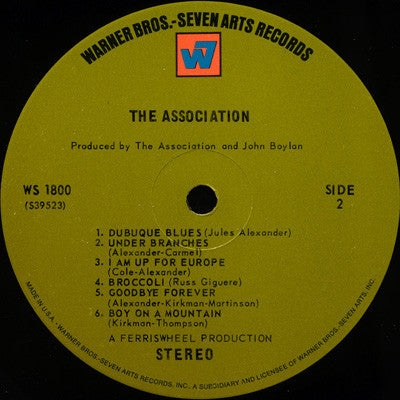 WARNER BROS.-SEVEN ARTS RECORDS
W7
THE ASSOCIATION
Produced by The Association and John Boylan
WS 1800
(S39523)
SIDE
2
1. DUBUQUE BLUES (Jules Alexander)
2. UNDER BRANCHES
(Alexander-Carmel)
3. I AM UP FOR EUROPE
(Cole-Alexander)
4. BROCCOLI (Russ Giguere)
5. GOODBYE FOREVER
(Alexander-Kirkman-Martinson)
6. BOY ON A MOUNTAIN
(Kirkman-Thompson)
A FERRISWHEEL PRODUCTION
STEREO
MADE IN U.S.A. • WARNER BROS.-SEVEN ARTS RECORDS, INC., A SUBSIDIARY AND LICENSEE OF WARNER BROS.-SEVEN ARTS, INC.